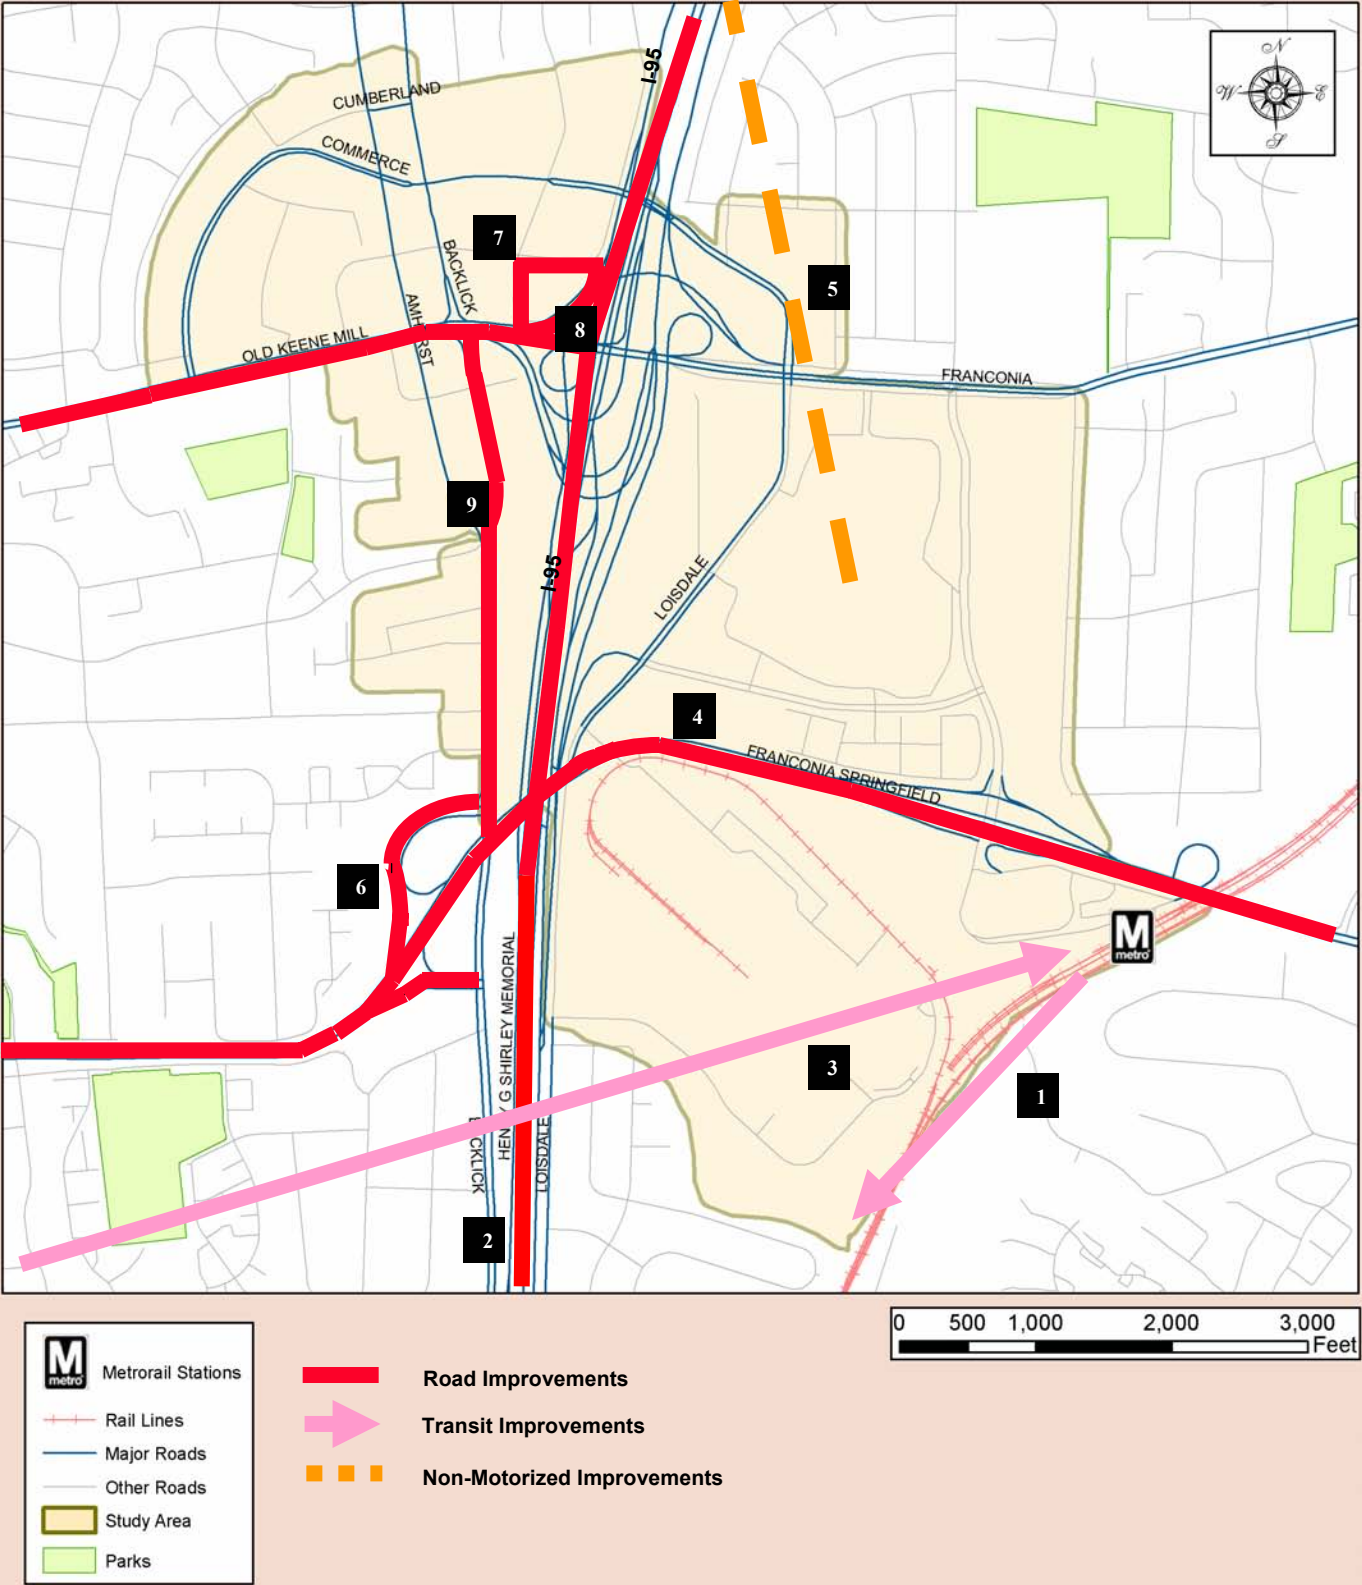 I-95
N
W E
S
CUMBERLAND
COMMERCE
7
BACKLICK
5
AMHERST
8
OLD KEENE MILL
FRANCONIA
9
I-95
LOISDALE
4
FRANCONIA SPRINGFIELD
6
M
metro
HENRY G SHIRLEY MEMORIAL
3
1
BACKLICK
LOISDALE
2
0 500 1,000 2,000 3,000
Feet
M
metro
Metrorail Stations
Rail Lines
Major Roads
Other Roads
Study Area
Parks
Road Improvements
Transit Improvements
Non-Motorized Improvements